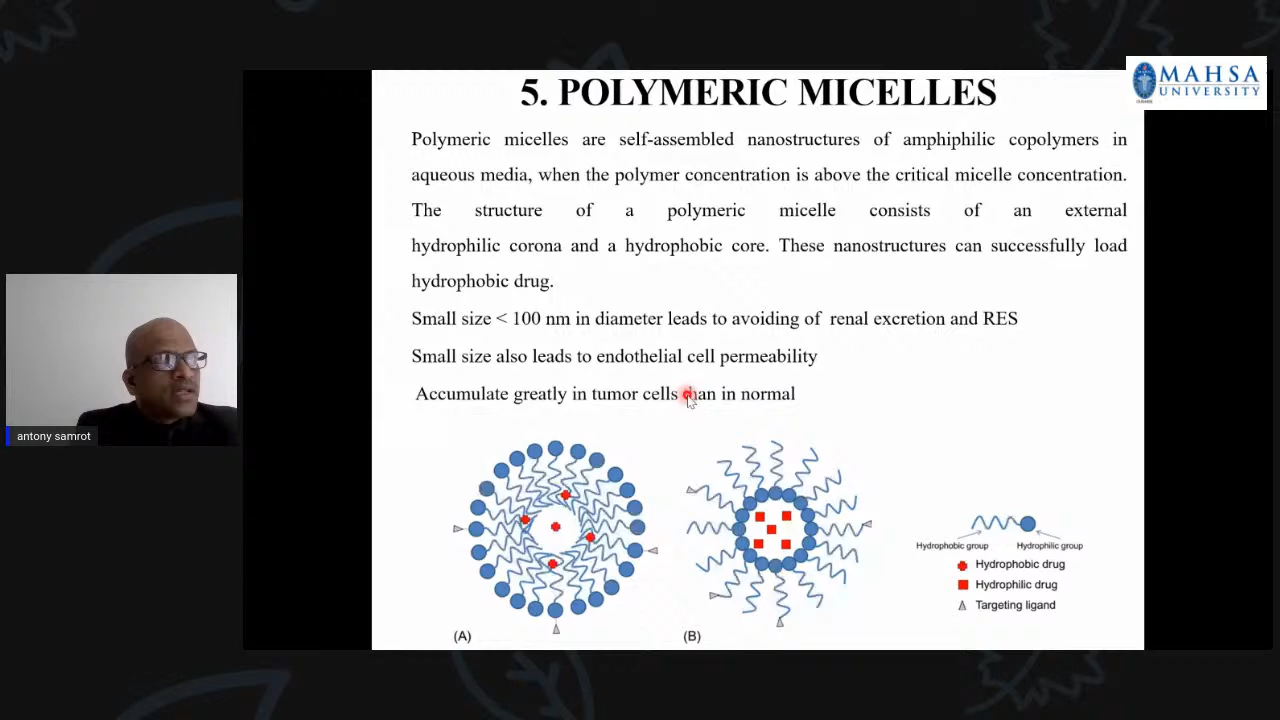 5. POLYMERIC MICELLES
MAHSA
UNIVERSITY
Polymeric micelles are self-assembled nanostructures of amphiphilic copolymers in
aqueous media, when the polymer concentration is above the critical micelle concentration.
The structure of a polymeric micelle consists of an external
hydrophilic corona and a hydrophobic core. These nanostructures can successfully load
hydrophobic drug.
Small size < 100 nm in diameter leads to avoiding of renal excretion and RES
Small size also leads to endothelial cell permeability
Accumulate greatly in tumor cells than in normal
antony samrot
Hydrophobic group
Hydrophilic group
Hydrophobic drug
Hydrophilic drug
Targeting ligand
(A)
(B)